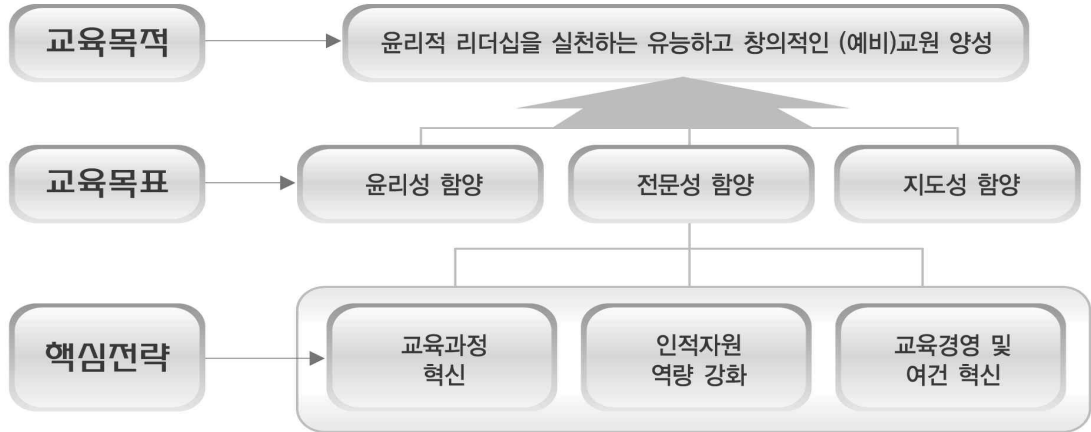 교육목적
윤리적 리더십을 실천하는 유능하고 창의적인 (예비)교원 양성
교육목표
윤리성 함양
전문성 함양
지도성 함양
핵심전략
교육과정
혁신
인적자원
역량 강화
교육경영 및
여건 혁신